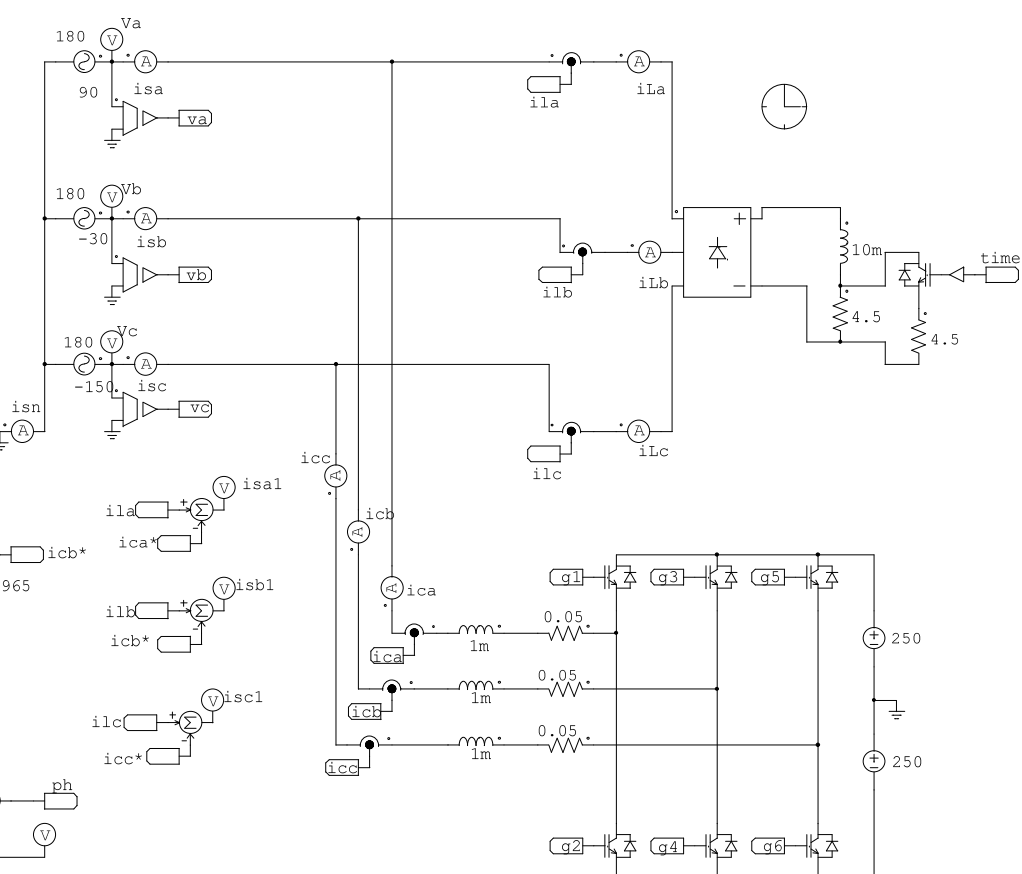 Va
180
A
isa
90
va
ila
A
iLa
Vb
180
A
isb
-30
vb
ilb
A
iLb
10m
time
4.5
4.5
Vc
180
A
isc
-150
vc
isn
A
ilc
A
iLc
icc
A
V
isa1
ila
ica*
icb
A
icb*
965
V
isb1
ilb
icb*
ica
A
g1
g3
g5
0.05
1m
ica
250
0.05
1m
icb
V
isc1
ilc
icc*
0.05
1m
icc
250
ph
V
g2
g4
g6